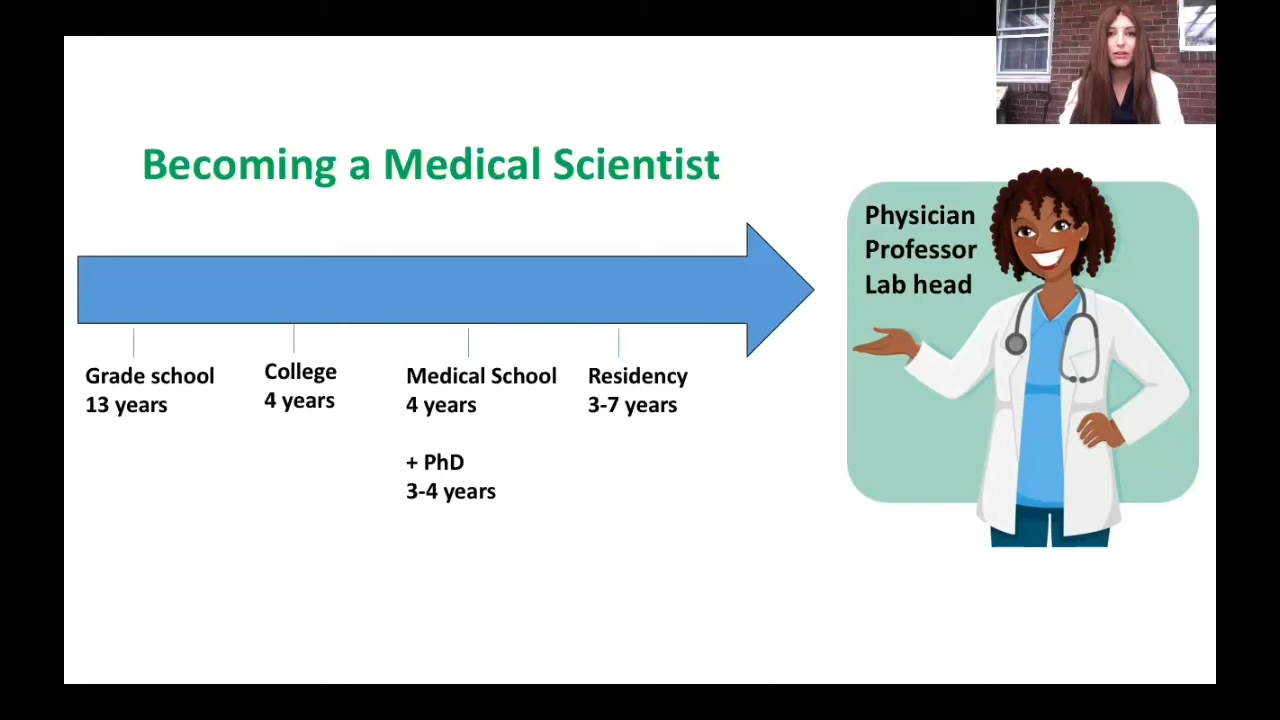 Becoming a Medical Scientist
Physician
Professor
Lab head
Grade school
13 years
College
4 years
Medical School
4 years
+ PhD
3-4 years
Residency
3-7 years